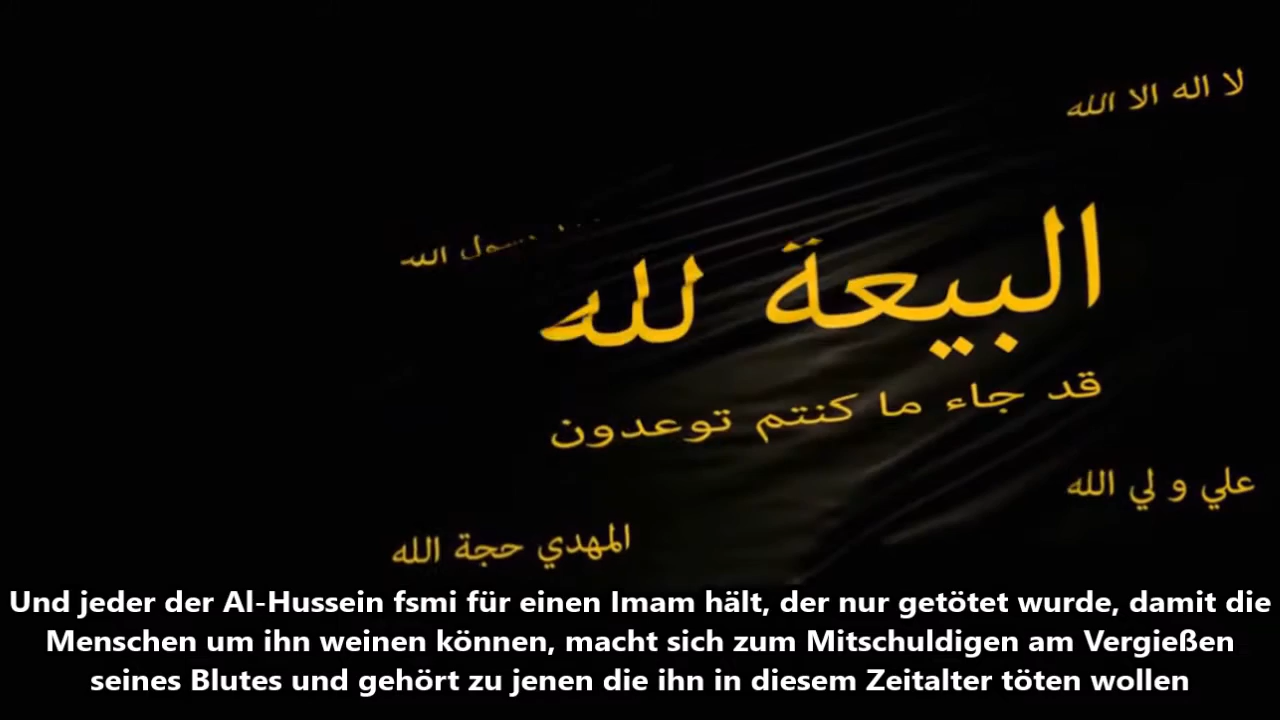 لا اله الا الله
رسول الله
البيعة لله
قد جاء ما كنتم توعدون
علي و لي الله
المهدي حجة الله
Und jeder der Al-Hussein fsmi für einen Imam hält, der nur getötet wurde, damit die
Menschen um ihn weinen können, macht sich zum Mitschuldigen am Vergießen
seines Blutes und gehört zu jenen die ihn in diesem Zeitalter töten wollen